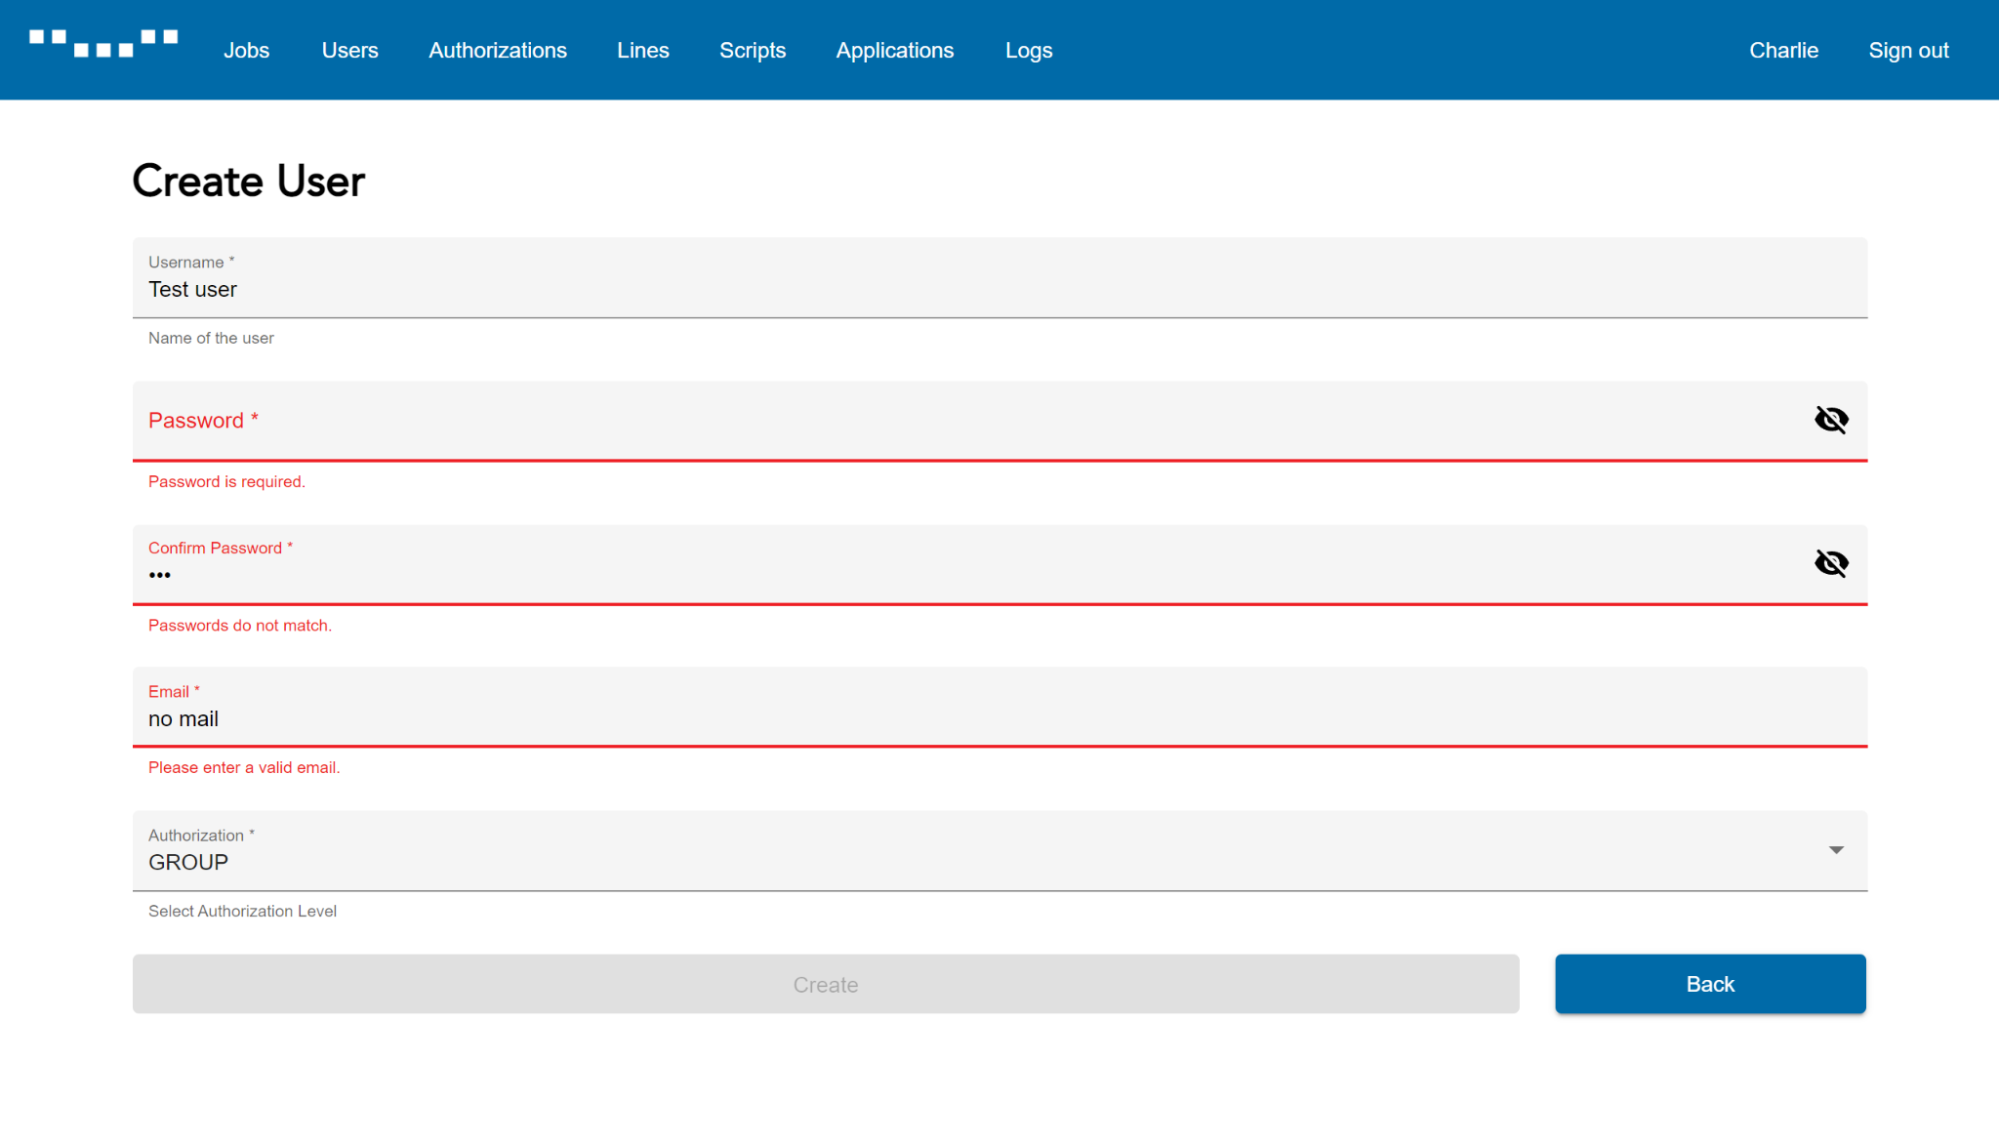 Jobs Users Authorizations Lines Scripts Applications Logs Charlie Sign out
Create User
Username *
Test user
Name of the user
Password *
Password is required.
Confirm Password *
•••
Passwords do not match.
Email *
no mail
Please enter a valid email.
Authorization *
GROUP
Select Authorization Level
Create Back